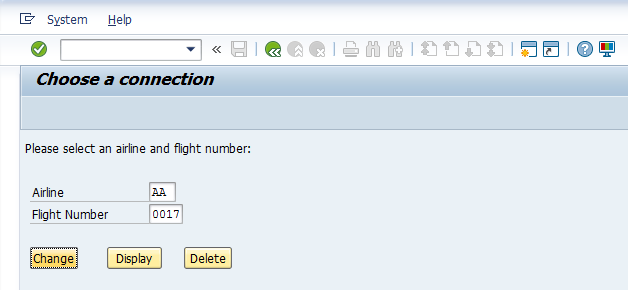 System Help
Choose a connection
Please select an airline and flight number:
Airline AA
Flight Number 0017
Change Display Delete